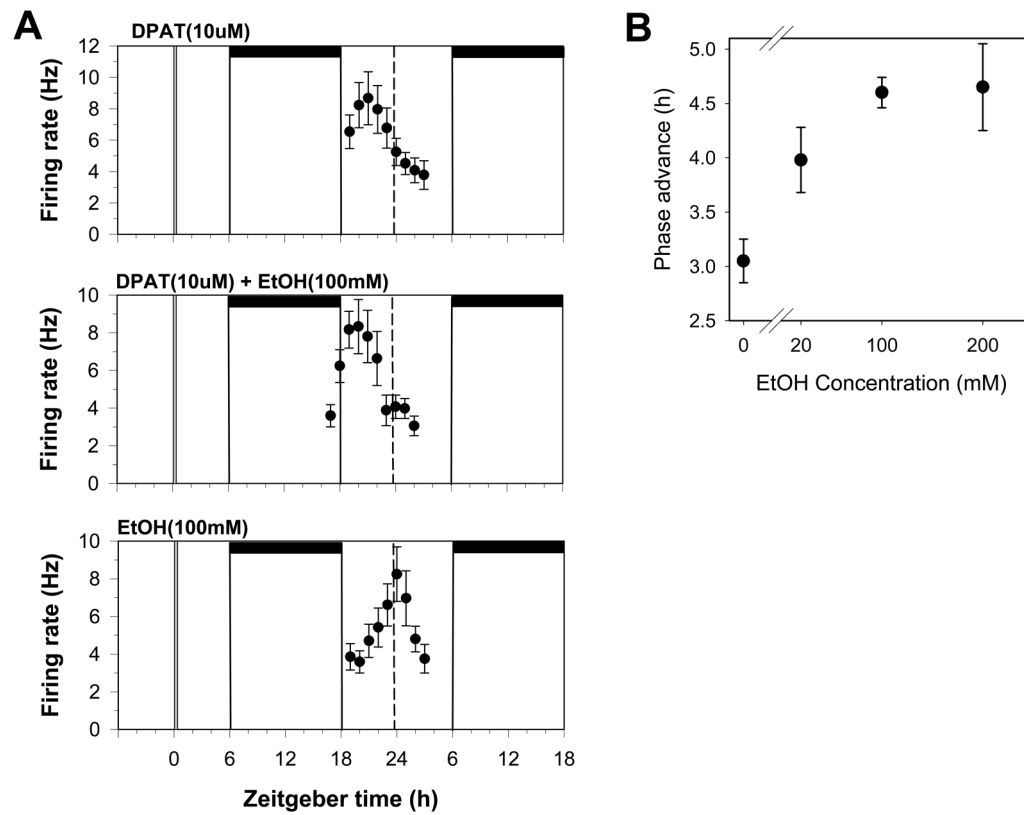 A
DPAT(10uM)
12
10
8
6
4
2
0
Firing rate (Hz)
DPAT(10uM) + EtOH(100mM)
10
8
6
4
2
0
Firing rate (Hz)
EtOH(100mM)
10
8
6
4
2
0
Firing rate (Hz)
0 6 12 18 24 6 12 18
Zeitgeber time (h)
B
5.0
4.5
4.0
3.5
3.0
2.5
Phase advance (h)
0 20 100 200
EtOH Concentration (mM)